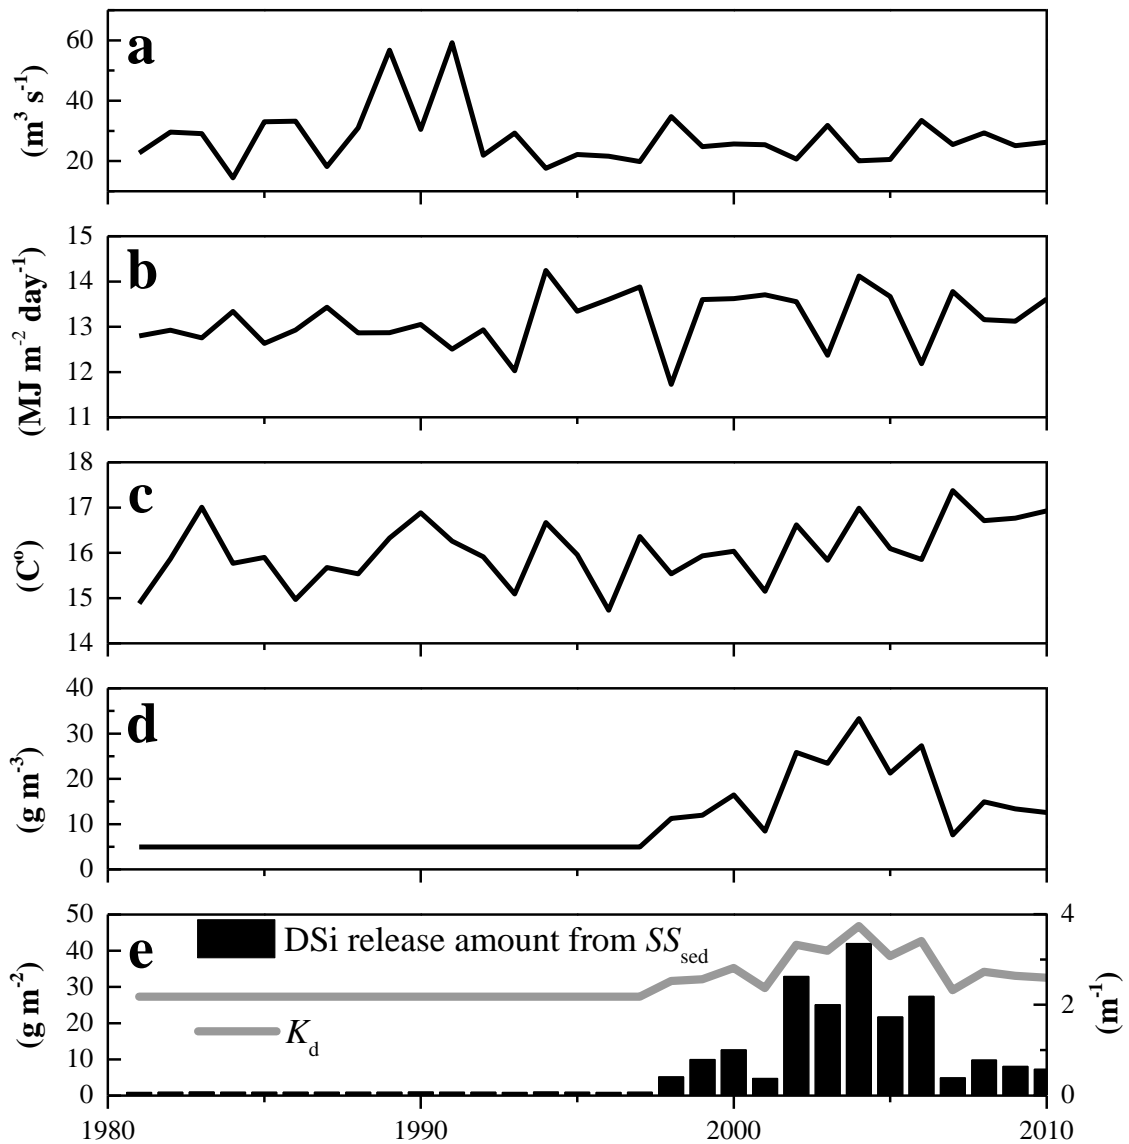 a
(m³ s⁻¹)
60
40
20
b
(MJ m⁻² day⁻¹)
15
14
13
12
11
c
(Cº)
18
17
16
15
14
d
(g m⁻³)
40
30
20
10
0
e
(g m⁻²)
50
40
30
20
10
0
DSi release amount from SSsed
Kd
4
2
0
(m⁻¹)
1980 1990 2000 2010